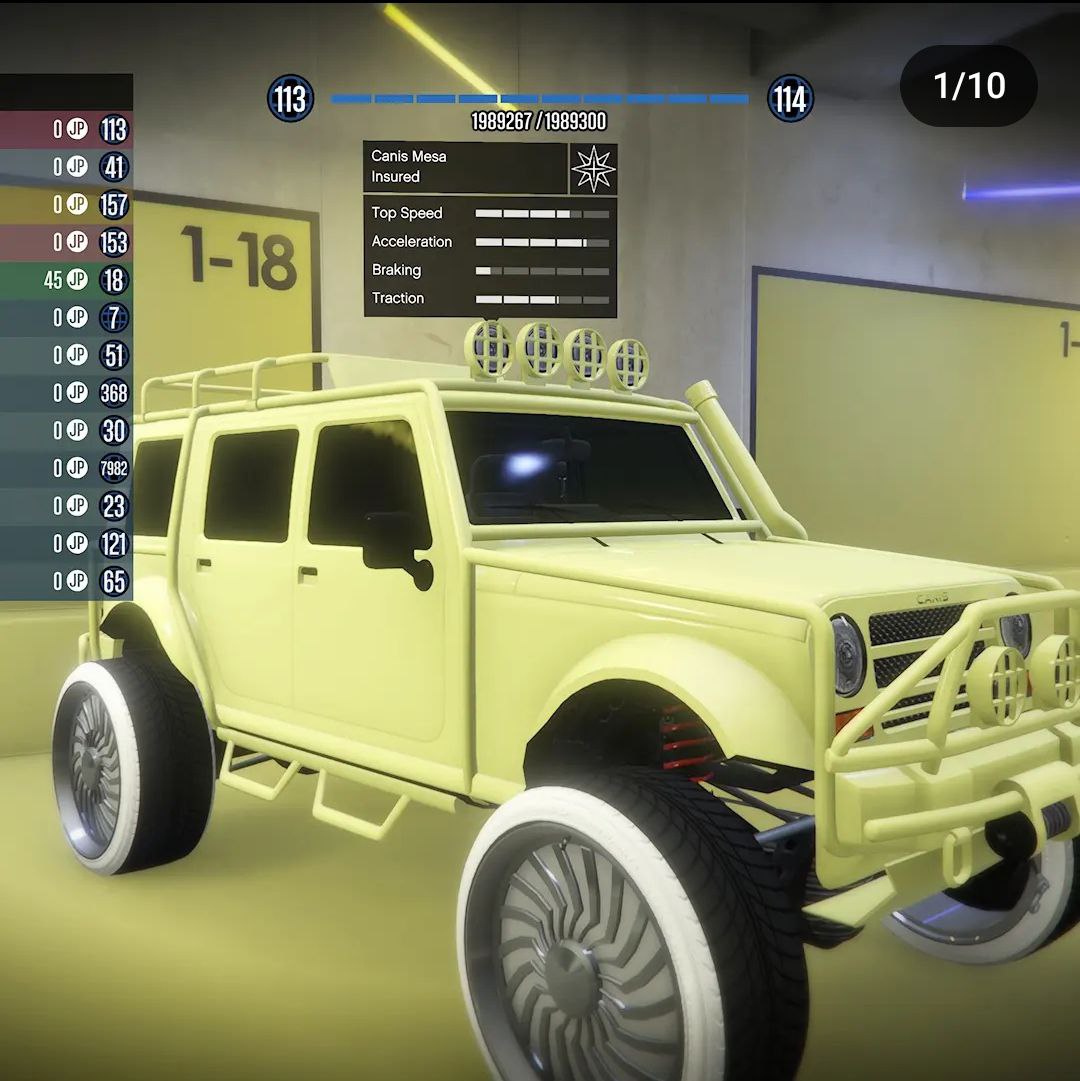 1/10
113
114
1989267 / 1989300
Canis Mesa
Insured
Top Speed
Acceleration
Braking
Traction
0 JP 113
0 JP 41
0 JP 157
0 JP 153
45 JP 18
0 JP 7
0 JP 51
0 JP 368
0 JP 30
0 JP 7982
0 JP 23
0 JP 121
0 JP 65
1-18
1-
CANIS